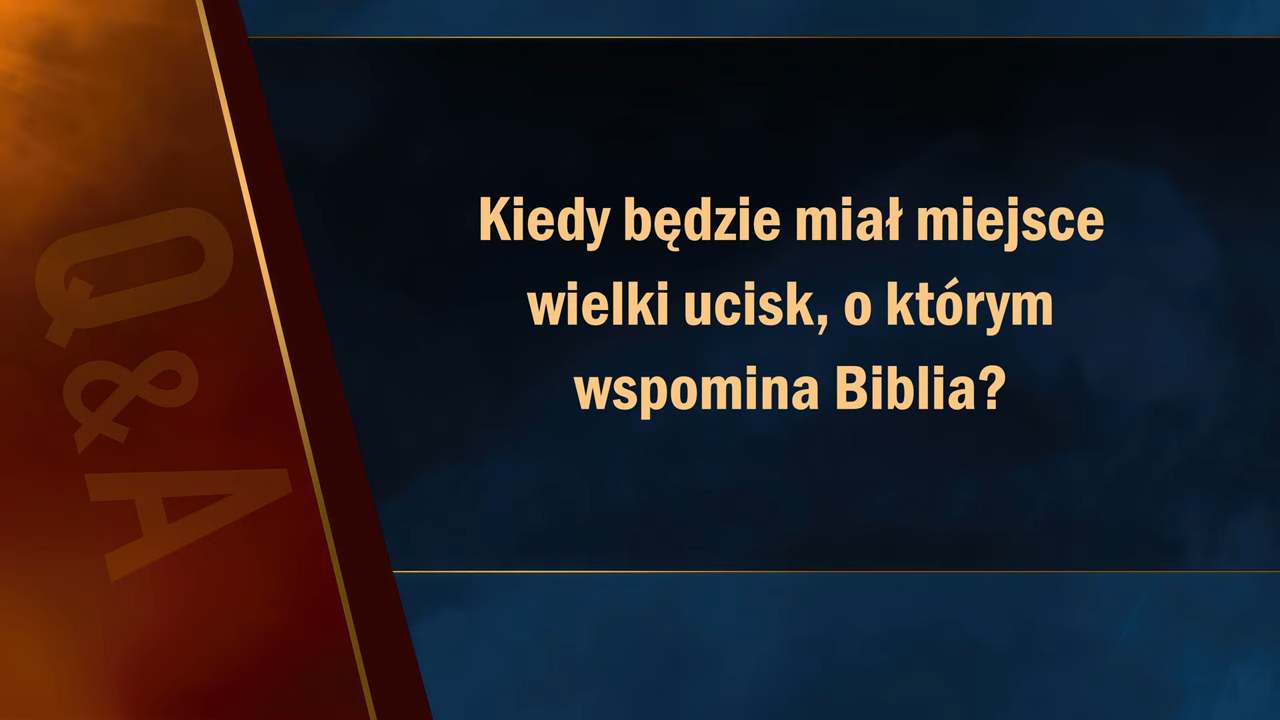 Q&A
Kiedy będzie miał miejsce
wielki ucisk, o którym
wspomina Biblia?